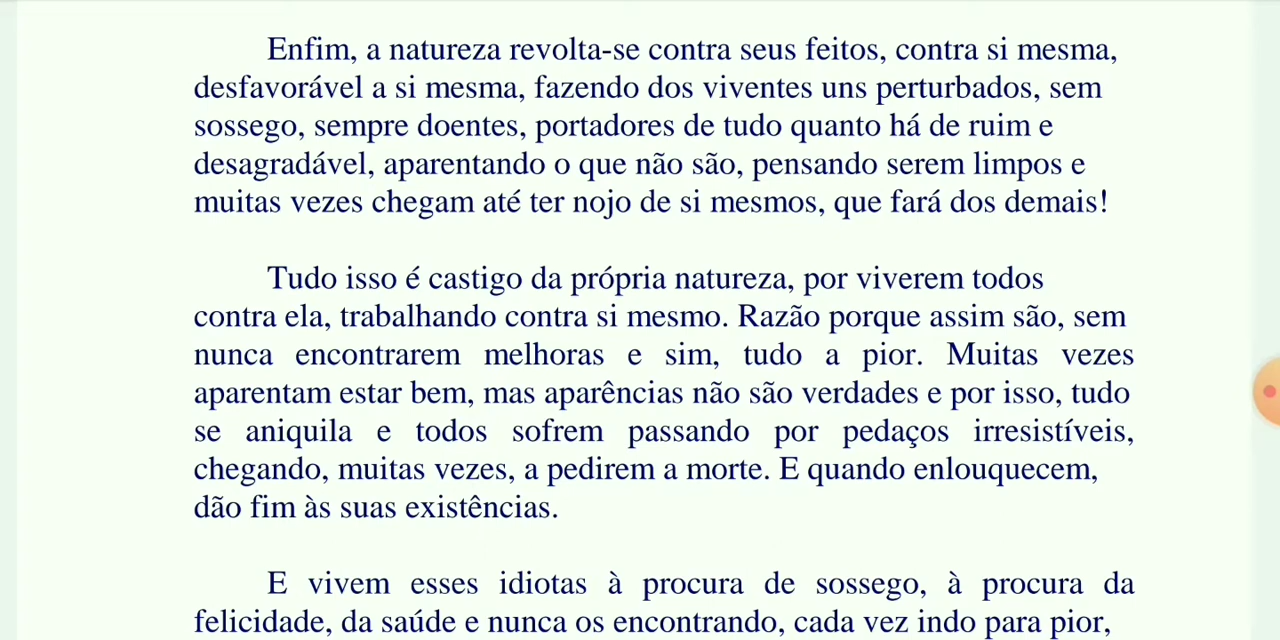 Enfim, a natureza revolta-se contra seus feitos, contra si mesma,
desfavorável a si mesma, fazendo dos viventes uns perturbados, sem
sossego, sempre doentes, portadores de tudo quanto há de ruim e
desagradável, aparentando o que não são, pensando serem limpos e
muitas vezes chegam até ter nojo de si mesmos, que fará dos demais!
Tudo isso é castigo da própria natureza, por viverem todos
contra ela, trabalhando contra si mesmo. Razão porque assim são, sem
nunca encontrarem melhoras e sim, tudo a pior. Muitas vezes
aparentam estar bem, mas aparências não são verdades e por isso, tudo
se aniquila e todos sofrem passando por pedaços irresistíveis,
chegando, muitas vezes, a pedirem a morte. E quando enlouquecem,
dão fim às suas existências.
E vivem esses idiotas à procura de sossego, à procura da
felicidade, da saúde e nunca os encontrando, cada vez indo para pior,